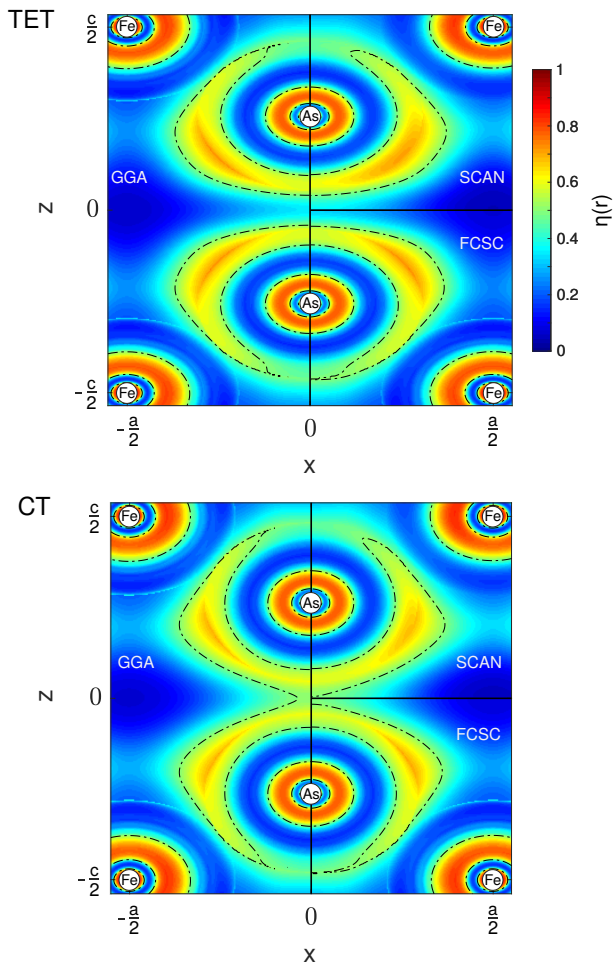 TET
c/2
Fe
Fe
As
1
0.8
GGA
SCAN
0.6
z
0
η(r)
FCSC
0.4
0.2
As
0
-c/2
Fe
Fe
-a/2
0
a/2
x
CT
c/2
Fe
Fe
As
GGA
SCAN
z
0
FCSC
As
-c/2
Fe
Fe
-a/2
0
a/2
x